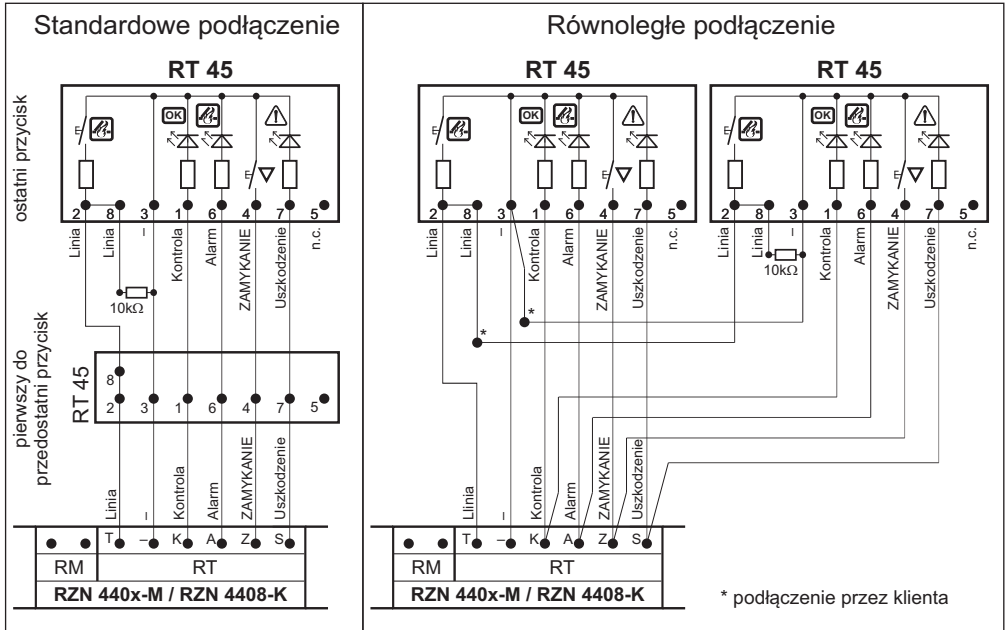 Standardowe podłączenie
Równoległe podłączenie
RT 45
RT 45
RT 45
ostatni przycisk
OK
OK
OK
E
E
E
E
E
E
2 8 3 1 6 4 7 5
2 8 3 1 6 4 7 5
2 8 3 1 6 4 7 5
Linia Linia – Kontrola Alarm ZAMYKANIE Uszkodzenie n.c.
Linia Linia – Kontrola Alarm ZAMYKANIE Uszkodzenie n.c.
Linia Linia – Kontrola Alarm ZAMYKANIE Uszkodzenie n.c.
10kΩ
10kΩ
*
*
pierwszy do
przedostatni przycisk
RT 45
8
2 3 1 6 4 7 5
Llinia – Kontrola Alarm ZAMYKANIE Uszkodzenie
Llinia – Kontrola Alarm ZAMYKANIE Uszkodzenie
T – K A Z S
T – K A Z S
RM RT
RM RT
RZN 440x-M / RZN 4408-K
RZN 440x-M / RZN 4408-K
* podłączenie przez klienta